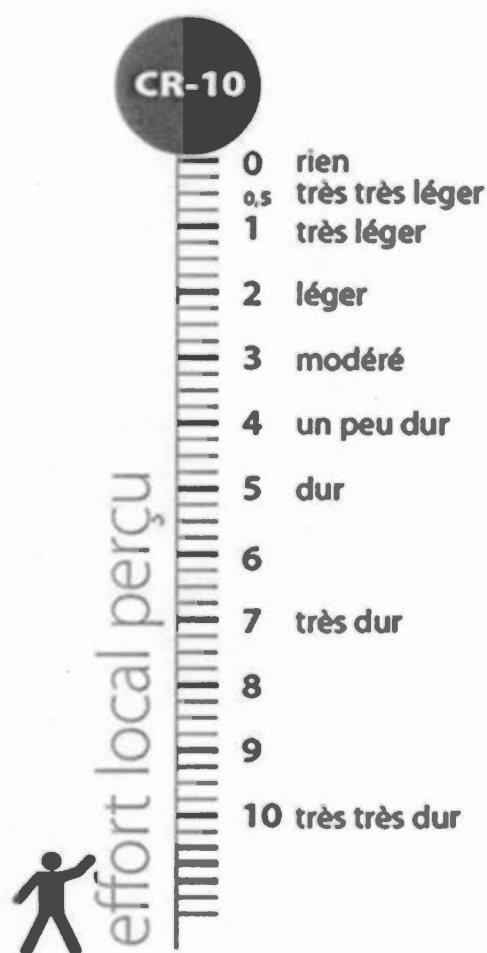 CR-10
0 rien
0,5 très très léger
1 très léger
2 léger
3 modéré
4 un peu dur
5 dur
6
7 très dur
8
9
10 très très dur
effort local perçu